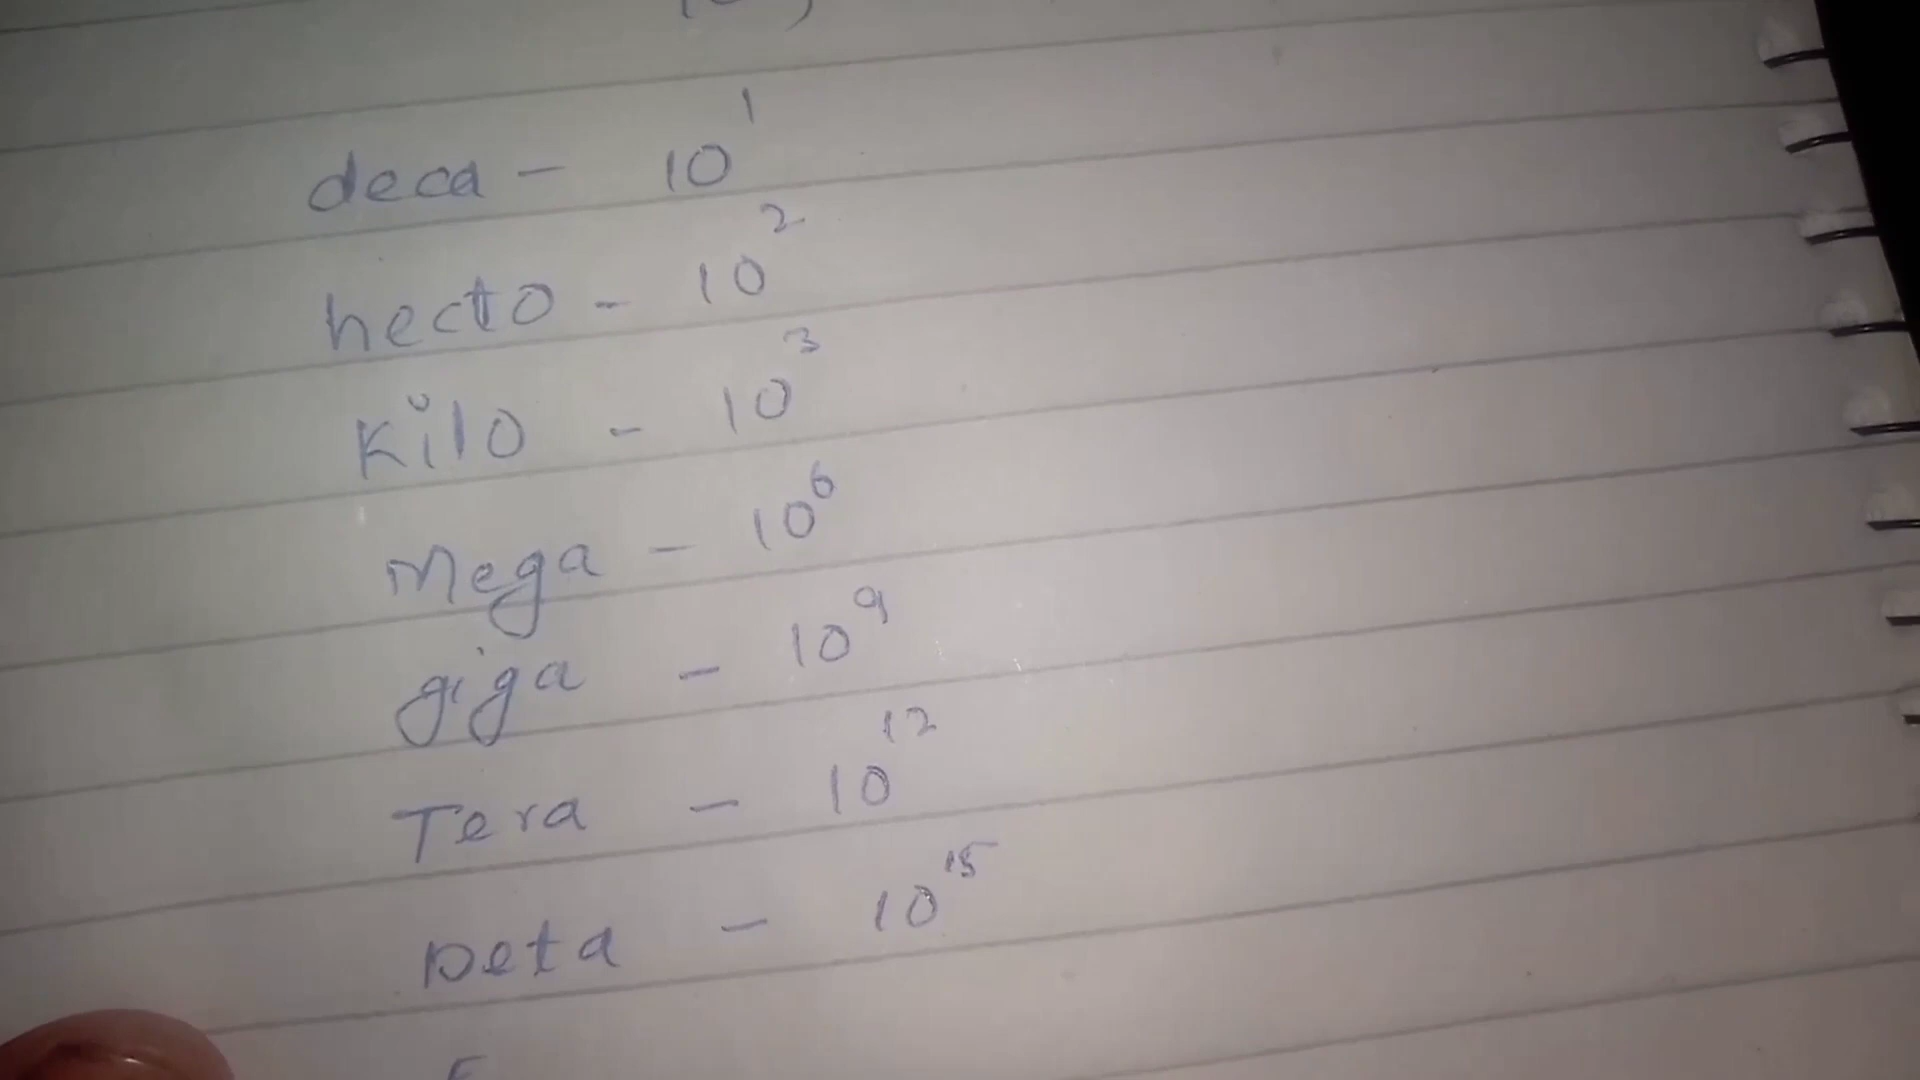 deca - 10¹
hecto - 10²
Kilo - 10³
Mega - 10⁶
giga - 10⁹
Tera - 10¹²
peta - 10¹⁵